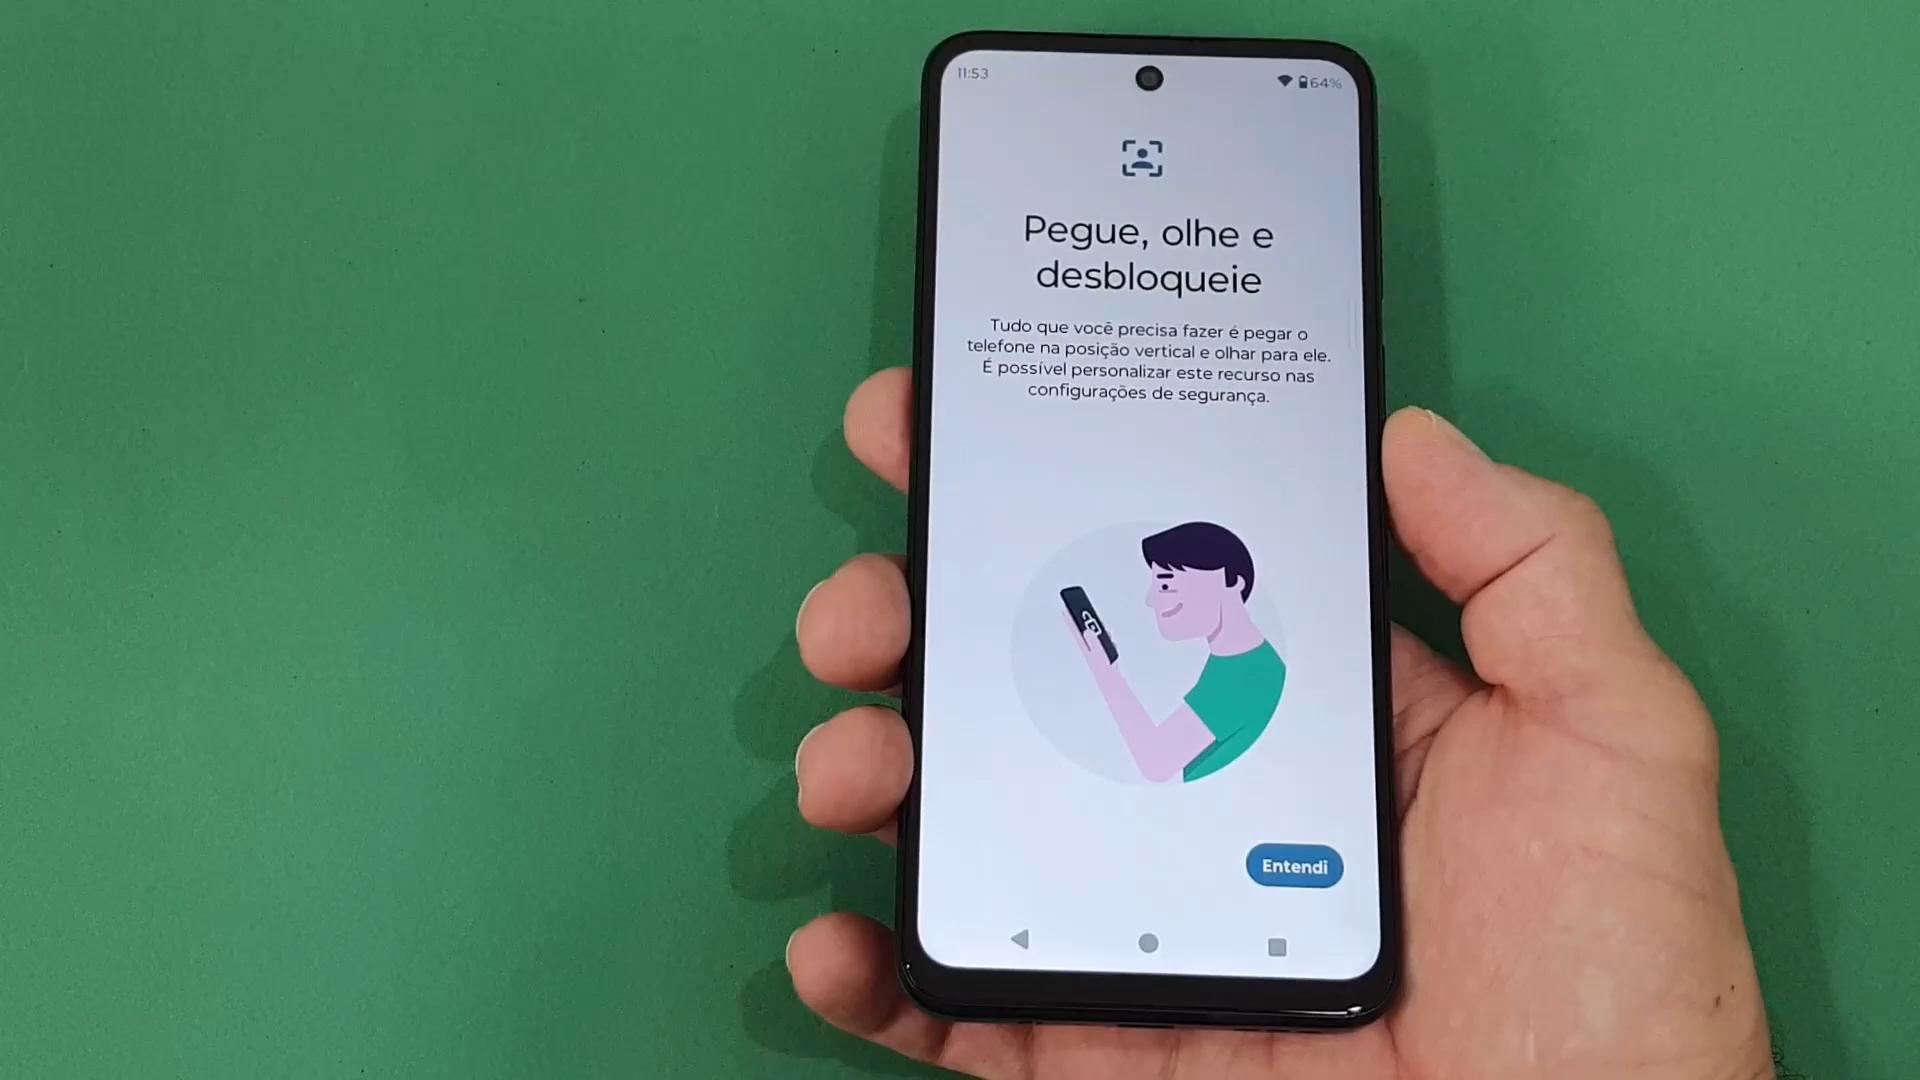 11:53
64%
Pegue, olhe e
desbloqueie
Tudo que você precisa fazer é pegar o
telefone na posição vertical e olhar para ele.
É possível personalizar este recurso nas
configurações de segurança.
Entendi